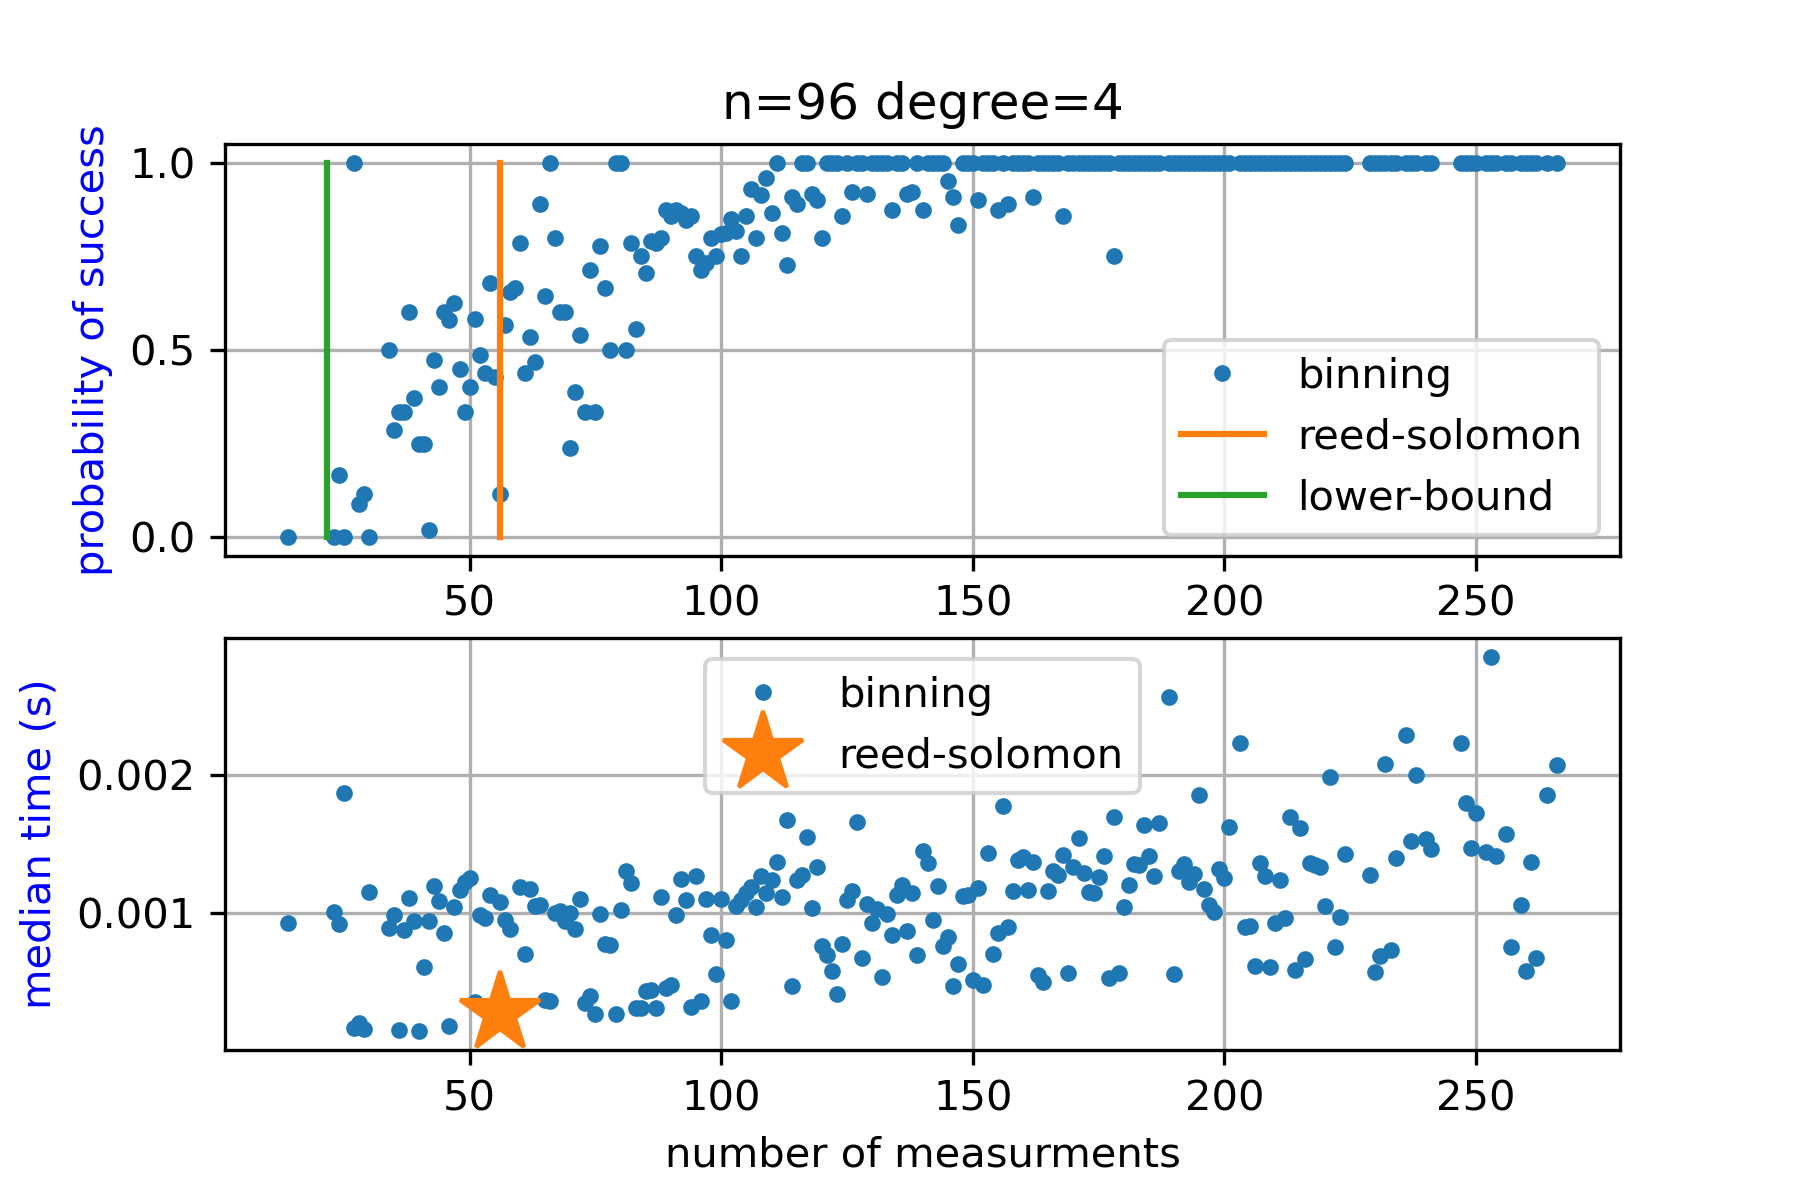 n=96 degree=4
probability of success
1.0
0.5
0.0
binning
reed-solomon
lower-bound
50 100 150 200 250
median time (s)
0.002
0.001
binning
reed-solomon
50 100 150 200 250
number of measurments